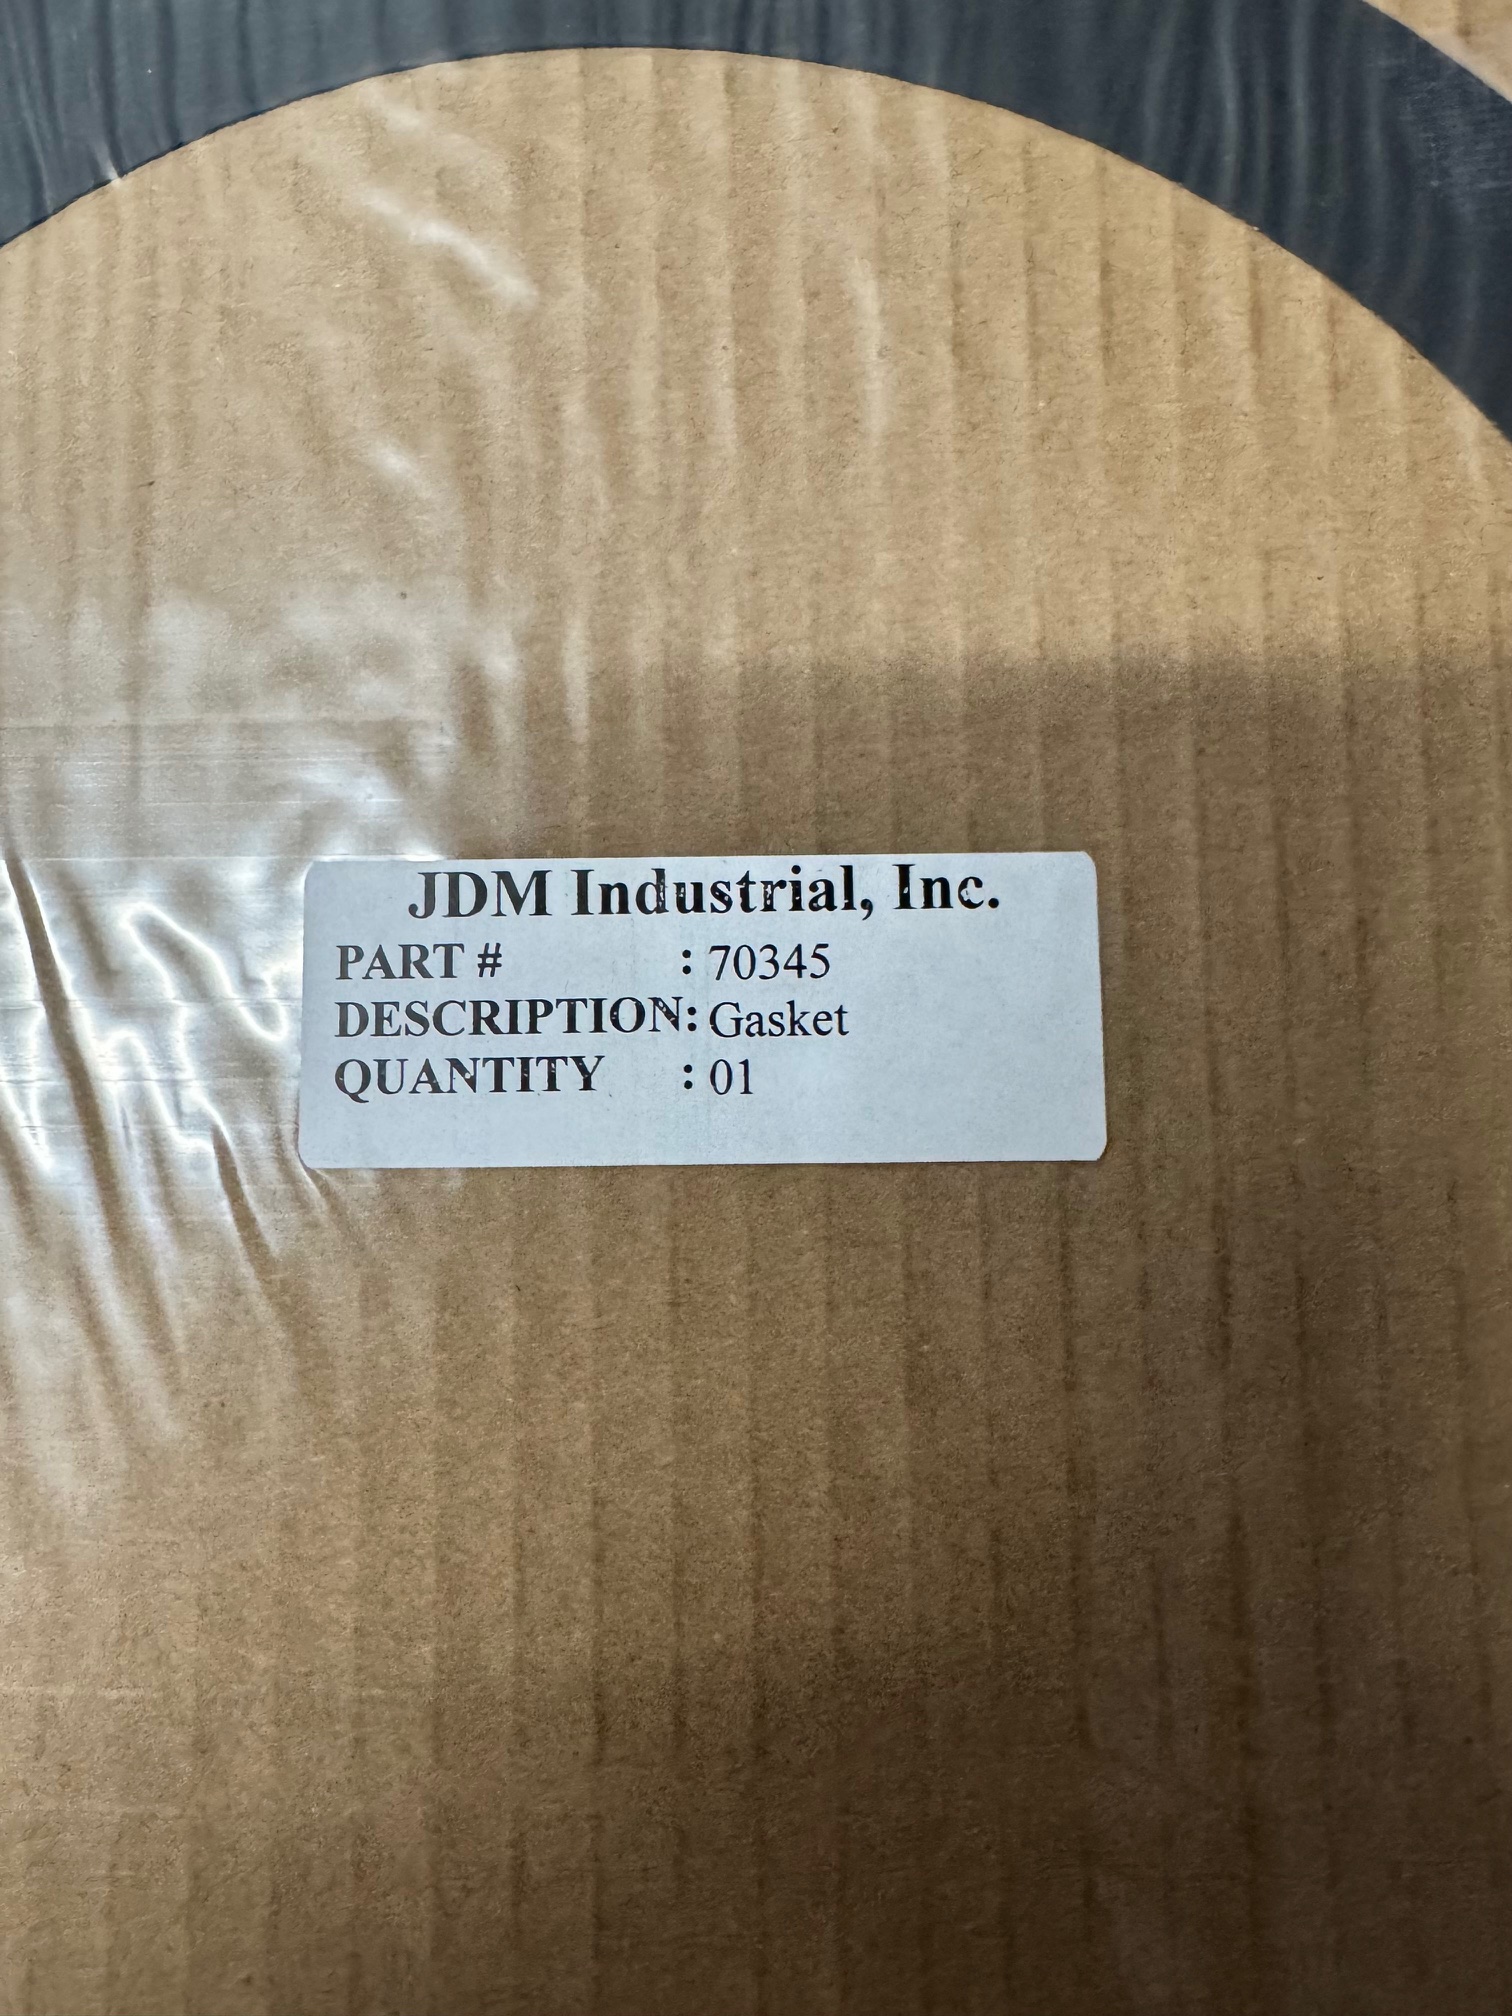 JDM Industrial, Inc.
PART # : 70345
DESCRIPTION: Gasket
QUANTITY : 01